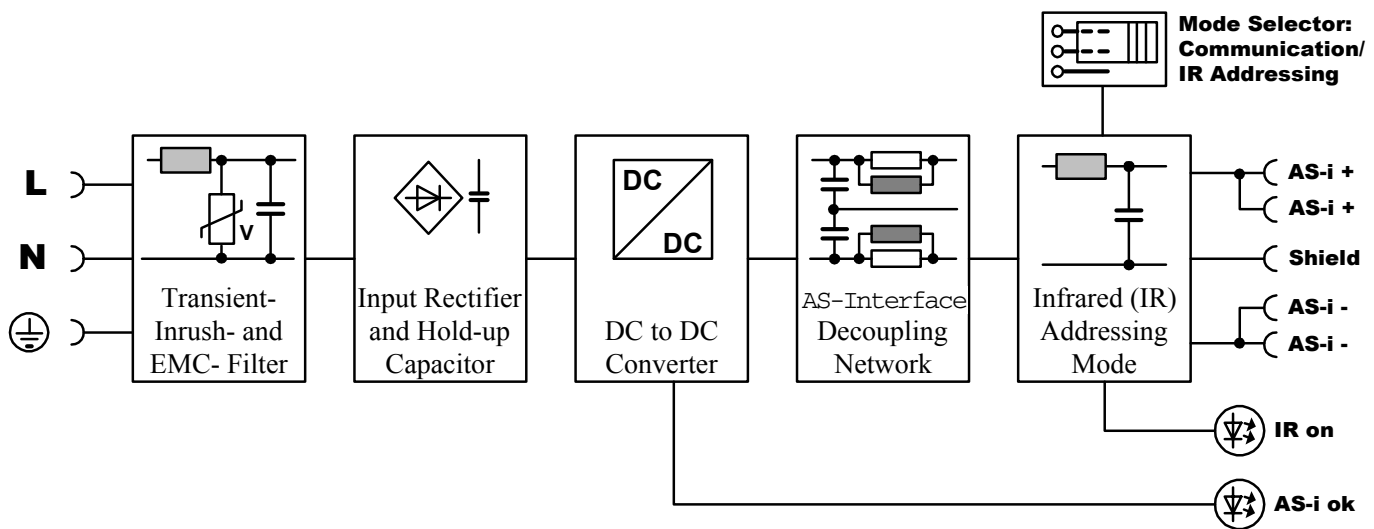 Mode Selector:
Communication/
IR Addressing
L
N
V
Transient-
Inrush- and
EMC- Filter
Input Rectifier
and Hold-up
Capacitor
DC
DC
DC to DC
Converter
AS-Interface
Decoupling
Network
Infrared (IR)
Addressing
Mode
AS-i +
AS-i +
Shield
AS-i -
AS-i -
IR on
AS-i ok